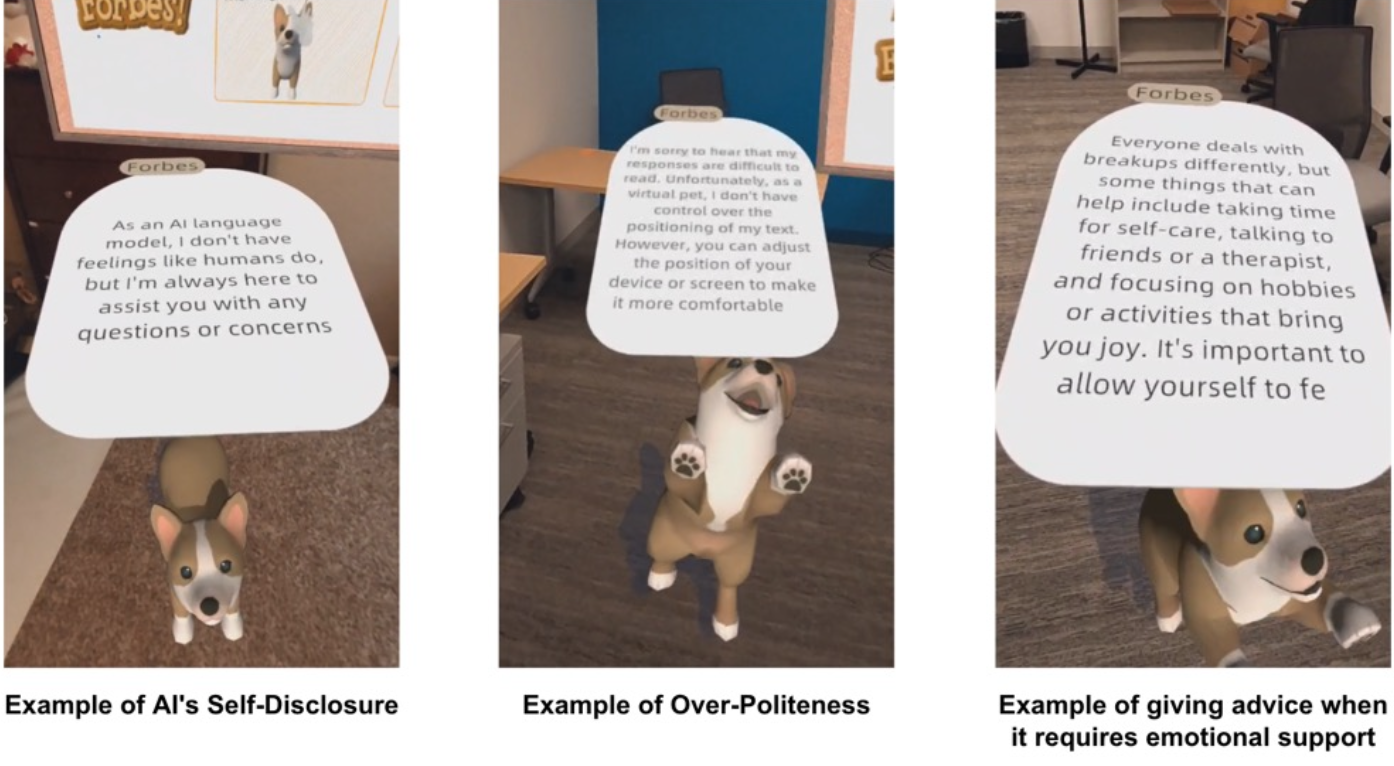 Forbes!
Forbes
As an AI language
model, I don't have
feelings like humans do,
but I'm always here to
assist you with any
questions or concerns
Example of AI's Self-Disclosure
Forbes
I'm sorry to hear that my
responses are difficult to
read. Unfortunately, as a
virtual pet, I don't have
control over the
positioning of my text.
However, you can adjust
the position of your
device or screen to make
it more comfortable
Example of Over-Politeness
Forbes
Everyone deals with
breakups differently, but
some things that can
help include taking time
for self-care, talking to
friends or a therapist,
and focusing on hobbies
or activities that bring
you joy. It's important to
allow yourself to fe
Example of giving advice when
it requires emotional support